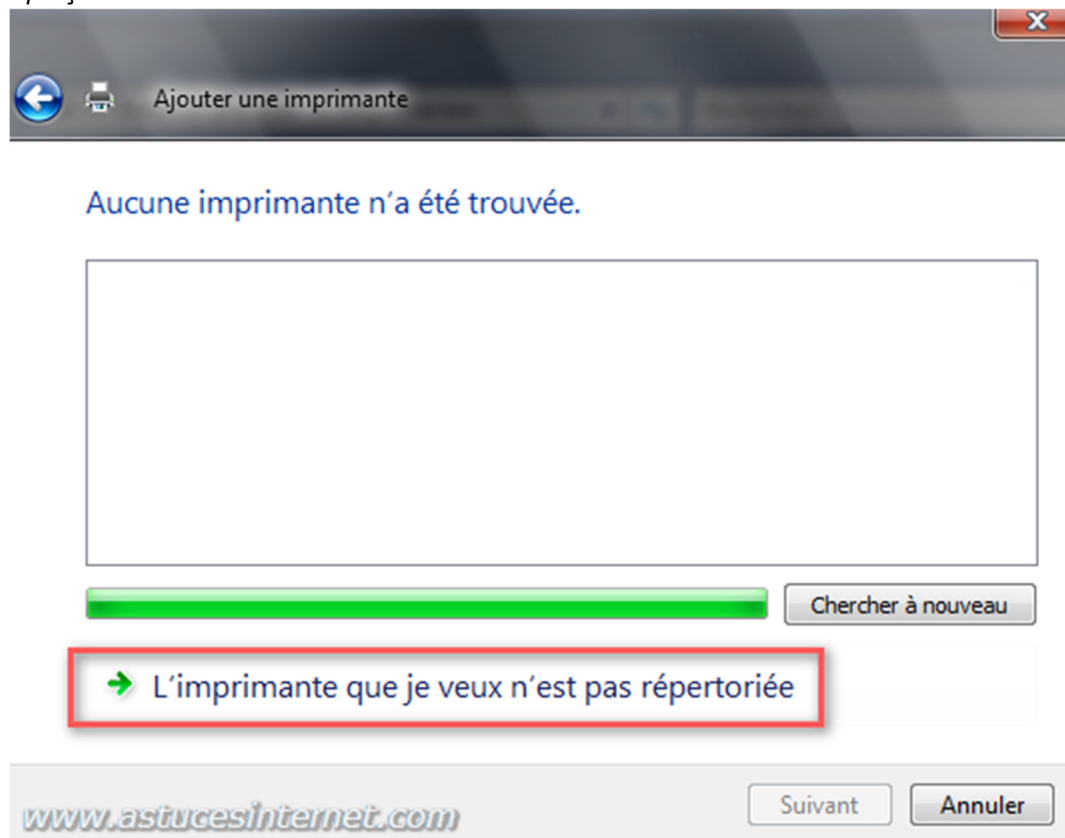 Ajouter une imprimante
Aucune imprimante n'a été trouvée.
Chercher à nouveau
L'imprimante que je veux n'est pas répertoriée
Suivant Annuler
www.astucesinternet.com